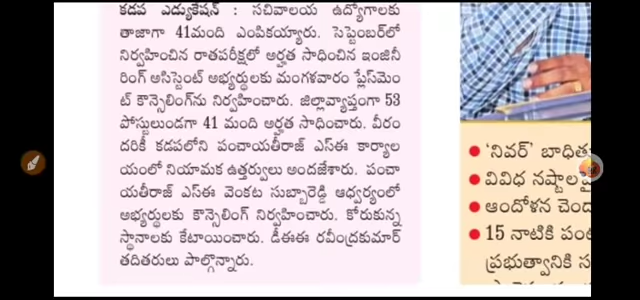 కడప ఎడ్యుకేషన్ : సచివాలయ ఉద్యోగాలకు
తాజాగా 41మంది ఎంపికయ్యారు. సెప్టెంబర్‌లో
నిర్వహించిన రాతపరీక్షలో అర్హత సాధించిన ఇంజినీ
రింగ్ అసిస్టెంట్ అభ్యర్థులకు మంగళవారం ప్లేస్‌మెం
ట్ కౌన్సెలింగ్‌ను నిర్వహించారు. జిల్లావ్యాప్తంగా 53
పోస్టులుండగా 41 మంది అర్హత సాధించారు. వీరం
దరికీ కడపలోని పంచాయతీరాజ్ ఎస్ఈ కార్యాల
యంలో నియామక ఉత్తర్వులు అందజేశారు. పంచా
యతీరాజ్ ఎస్ఈ వెంకట సుబ్బారెడ్డి ఆధ్వర్యంలో
అభ్యర్థులకు కౌన్సెలింగ్ నిర్వహించారు. కోరుకున్న
స్థానాలకు కేటాయించారు. డీఈఈ రవీంద్రకుమార్
తదితరులు పాల్గొన్నారు.
'నివర్' బాధిత
వివిధ నష్టాలపై
ఆందోళన చెందా
15 నాటికి పంట
ప్రభుత్వానికి స